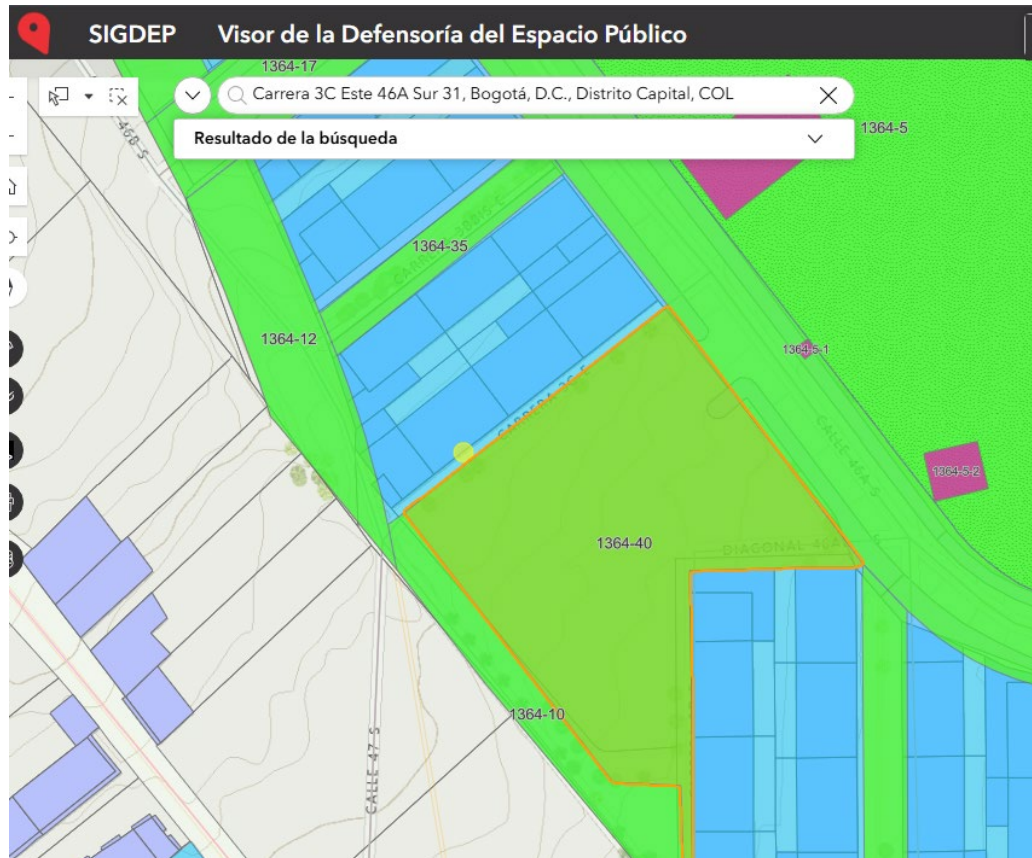 SIGDEP Visor de la Defensoría del Espacio Público
1364-17
Carrera 3C Este 46A Sur 31, Bogotá, D.C., Distrito Capital, COL
Resultado de la búsqueda
1364-5
46B S
1364-35
1364-12
1364-5-1
CALLE 46A S
1364-5-2
1364-40
DIAGONAL 46A
1364-10
CALLE 47 S